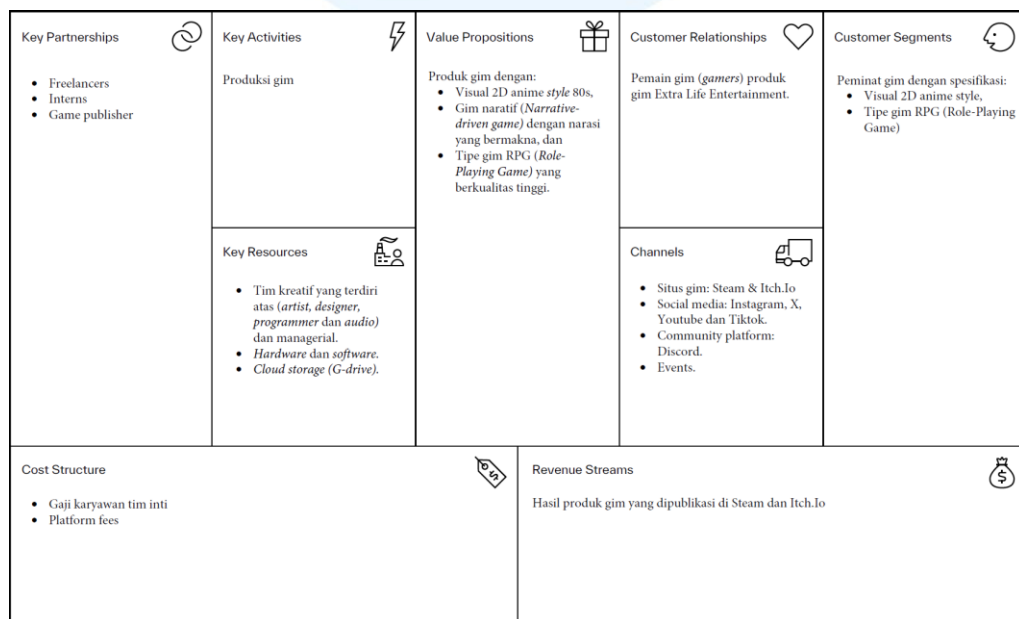 Key Partnerships
Freelancers
Interns
Game publisher
Key Activities
Produksi gim
Key Resources
Tim kreatif yang terdiri
atas (artist, designer,
programmer dan audio)
dan managerial.
Hardware dan software.
Cloud storage (G-drive).
Value Propositions
Produk gim dengan:
Visual 2D anime style 80s,
Gim naratif (Narrative-
driven game) dengan narasi
yang bermakna, dan
Tipe gim RPG (Role-
Playing Game) yang
berkualitas tinggi.
Customer Relationships
Pemain gim (gamers) produk
gim Extra Life Entertainment.
Channels
Situs gim: Steam & Itch.Io
Social media: Instagram, X,
Youtube dan Tiktok.
Community platform:
Discord.
Events.
Customer Segments
Peminat gim dengan spesifikasi:
Visual 2D anime style,
Tipe gim RPG (Role-Playing
Game)
Cost Structure
Gaji karyawan tim inti
Platform fees
Revenue Streams
Hasil produk gim yang dipublikasi di Steam dan Itch.Io